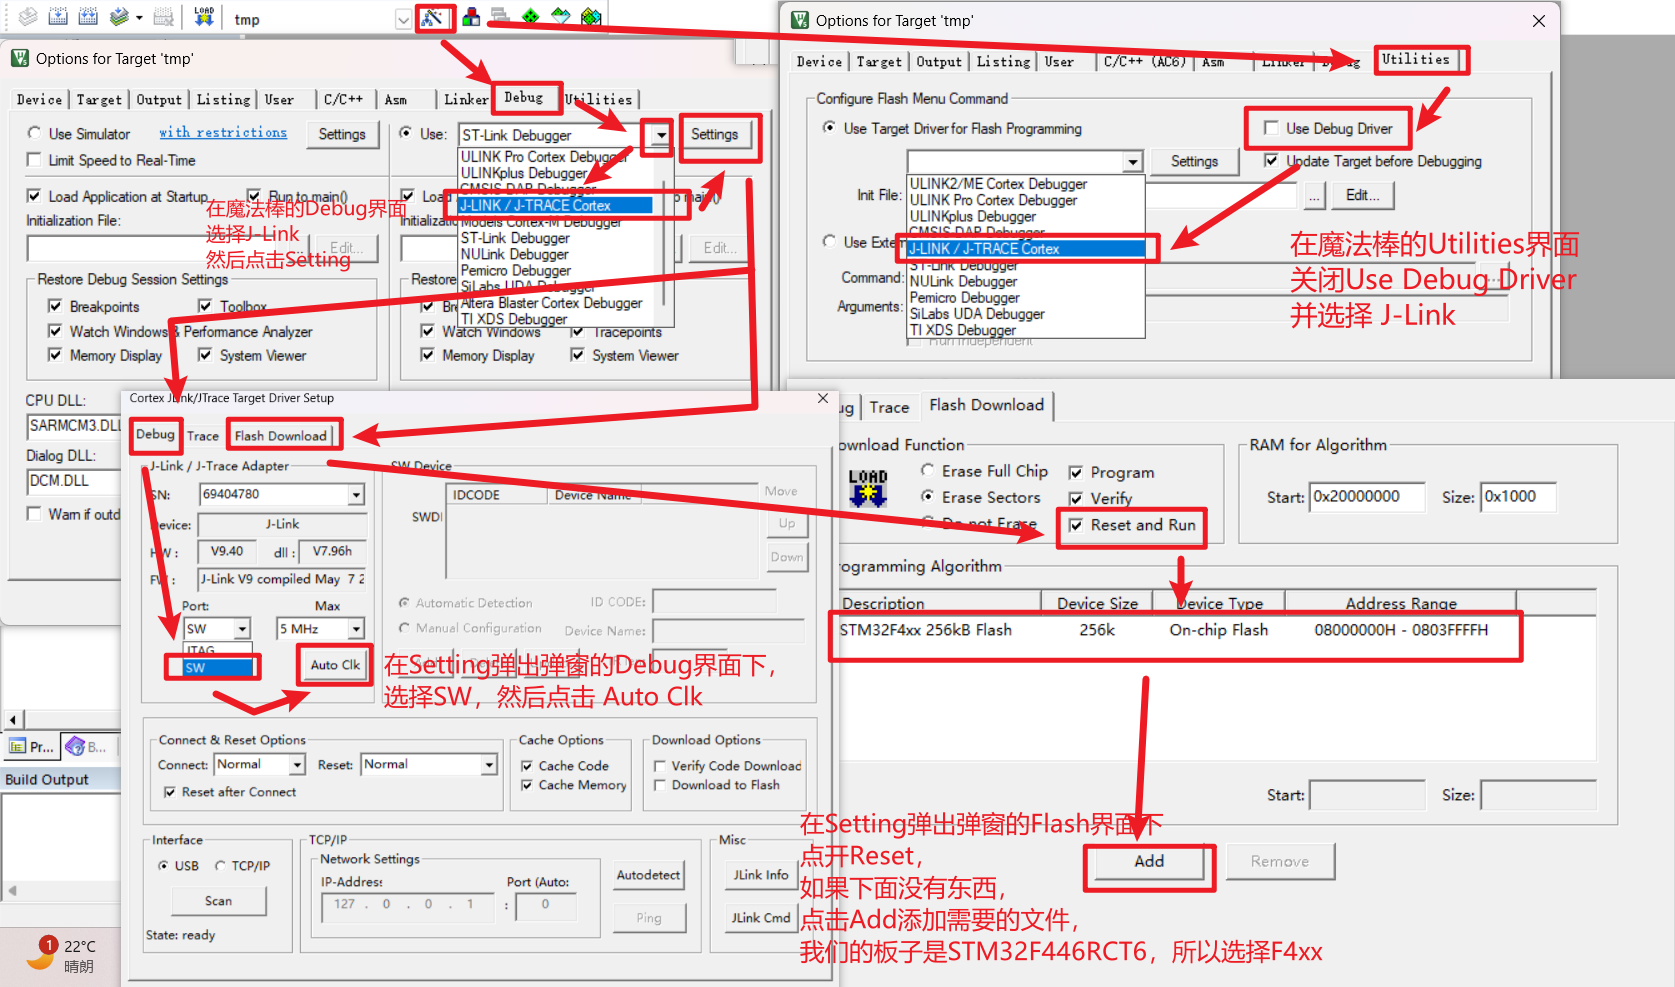 LOAD
tmp
Options for Target 'tmp'
Device
Target
Output
Listing
User
C/C++
Asm
Linker
Debug
Utilities
Use Simulator
with restrictions
Settings
Limit Speed to Real-Time
Load Application at Startup
Run to main()
Initialization File:
Edit...
Restore Debug Session Settings
Breakpoints
Toolbox
Watch Windows & Performance Analyzer
Memory Display
System Viewer
CPU DLL:
SARMCM3.DLL
Dialog DLL:
DCM.DLL
Warn if outd
Use:
ST-Link Debugger
Settings
ULINK Pro Cortex Debugger
ULINKplus Debugger
CMSIS-DAP Debugger
J-LINK / J-TRACE Cortex
Models Cortex-M Debugger
ST-Link Debugger
NULink Debugger
Pemicro Debugger
SiLabs UDA Debugger
Altera Blaster Cortex Debugger
TI XDS Debugger
Edit...
Watch Windows
Tracepoints
Memory Display
System Viewer
在魔法棒的Debug界面
选择J-Link
然后点击Setting
Options for Target 'tmp'
Device
Target
Output
Listing
User
C/C++ (AC6)
Asm
Linker
Debug
Utilities
Configure Flash Menu Command
Use Target Driver for Flash Programming
Use Debug Driver
Settings
Update Target before Debugging
Init File:
...
Edit...
Use Extern
Command:
Arguments:
ULINK2/ME Cortex Debugger
ULINK Pro Cortex Debugger
ULINKplus Debugger
CMSIS-DAP Debugger
J-LINK / J-TRACE Cortex
ST-Link Debugger
NULink Debugger
Pemicro Debugger
SiLabs UDA Debugger
TI XDS Debugger
Run Independent
在魔法棒的Utilities界面
关闭Use Debug Driver
并选择 J-Link
Cortex JLink/JTrace Target Driver Setup
Debug
Trace
Flash Download
J-Link / J-Trace Adapter
SN:
69404780
Device:
J-Link
HW :
V9.40
dll :
V7.96h
FW :
J-Link V9 compiled May 7 2
Port:
Max
SW
5 MHz
JTAG
SW
Auto Clk
SW Device
IDCODE
Device Name
Move
SWDI
Up
Down
Automatic Detection
ID CODE:
Manual Configuration
Device Name:
在Setting弹出弹窗的Debug界面下，
选择SW，然后点击 Auto Clk
Connect & Reset Options
Connect:
Normal
Reset:
Normal
Reset after Connect
Cache Options
Cache Code
Cache Memory
Download Options
Verify Code Download
Download to Flash
Interface
USB
TCP/IP
Scan
State: ready
TCP/IP
Network Settings
IP-Address
127 . 0 . 0 . 1
Port (Auto:
:
0
Autodetect
Ping
Misc
JLink Info
JLink Cmd
ug
Trace
Flash Download
ownload Function
LOAD
Erase Full Chip
Erase Sectors
Do not Erase
Program
Verify
Reset and Run
RAM for Algorithm
Start:
0x20000000
Size:
0x1000
rogramming Algorithm
Description
Device Size
Device Type
Address Range
STM32F4xx 256kB Flash
256k
On-chip Flash
08000000H - 0803FFFFH
Start:
Size:
Add
Remove
在Setting弹出弹窗的Flash界面下
点开Reset，
如果下面没有东西，
点击Add添加需要的文件，
我们的板子是STM32F446RCT6，所以选择F4xx
Pr...
B...
Build Output
1
22°C
晴朗